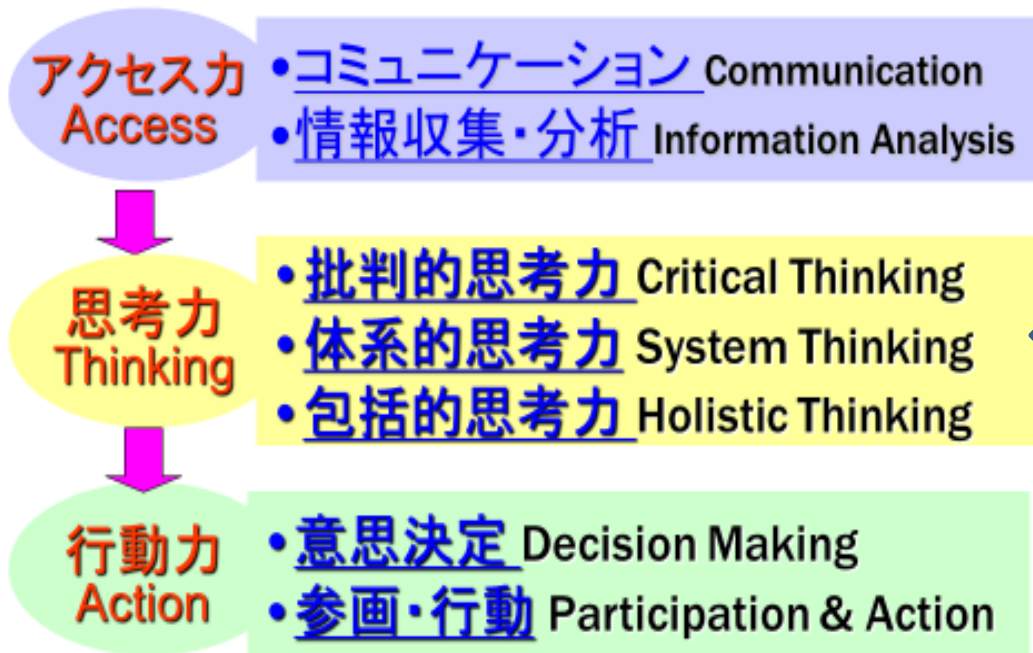 アクセス力
Access
•コミュニケーション Communication
•情報収集・分析 Information Analysis
思考力
Thinking
•批判的思考力 Critical Thinking
•体系的思考力 System Thinking
•包括的思考力 Holistic Thinking
行動力
Action
•意思決定 Decision Making
•参画・行動 Participation & Action